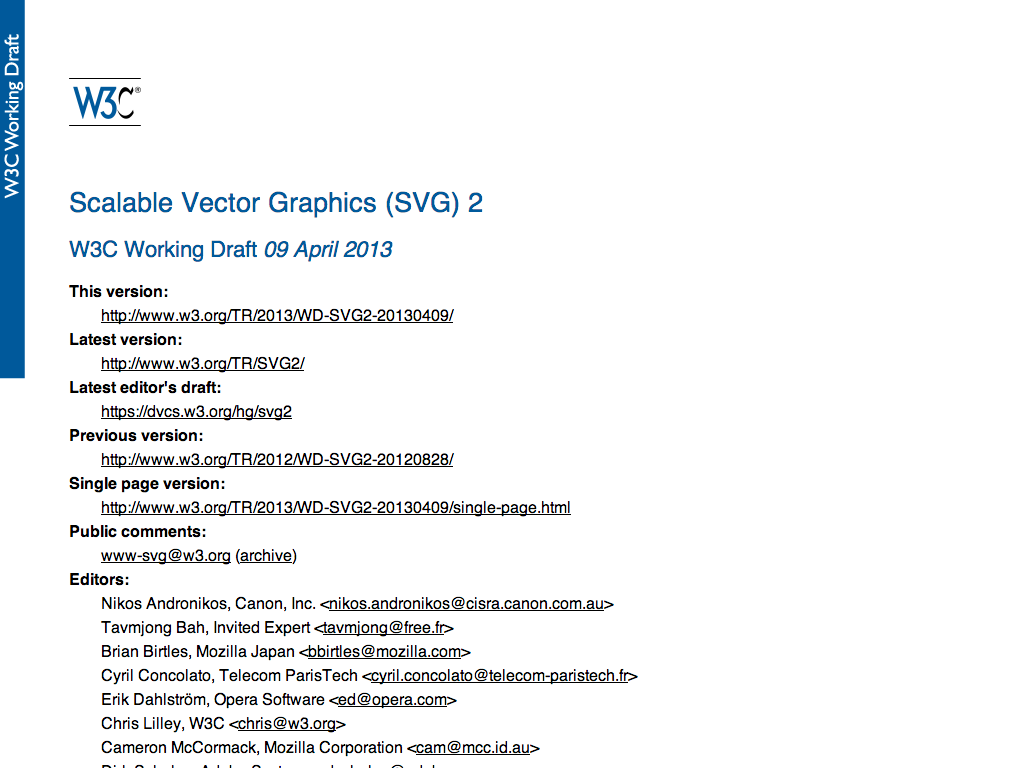 W3C Working Draft
W3C®
Scalable Vector Graphics (SVG) 2
W3C Working Draft 09 April 2013
This version:
http://www.w3.org/TR/2013/WD-SVG2-20130409/
Latest version:
http://www.w3.org/TR/SVG2/
Latest editor's draft:
https://dvcs.w3.org/hg/svg2
Previous version:
http://www.w3.org/TR/2012/WD-SVG2-20120828/
Single page version:
http://www.w3.org/TR/2013/WD-SVG2-20130409/single-page.html
Public comments:
www-svg@w3.org (archive)
Editors:
Nikos Andronikos, Canon, Inc. <nikos.andronikos@cisra.canon.com.au>
Tavmjong Bah, Invited Expert <tavmjong@free.fr>
Brian Birtles, Mozilla Japan <bbirtles@mozilla.com>
Cyril Concolato, Telecom ParisTech <cyril.concolato@telecom-paristech.fr>
Erik Dahlström, Opera Software <ed@opera.com>
Chris Lilley, W3C <chris@w3.org>
Cameron McCormack, Mozilla Corporation <cam@mcc.id.au>